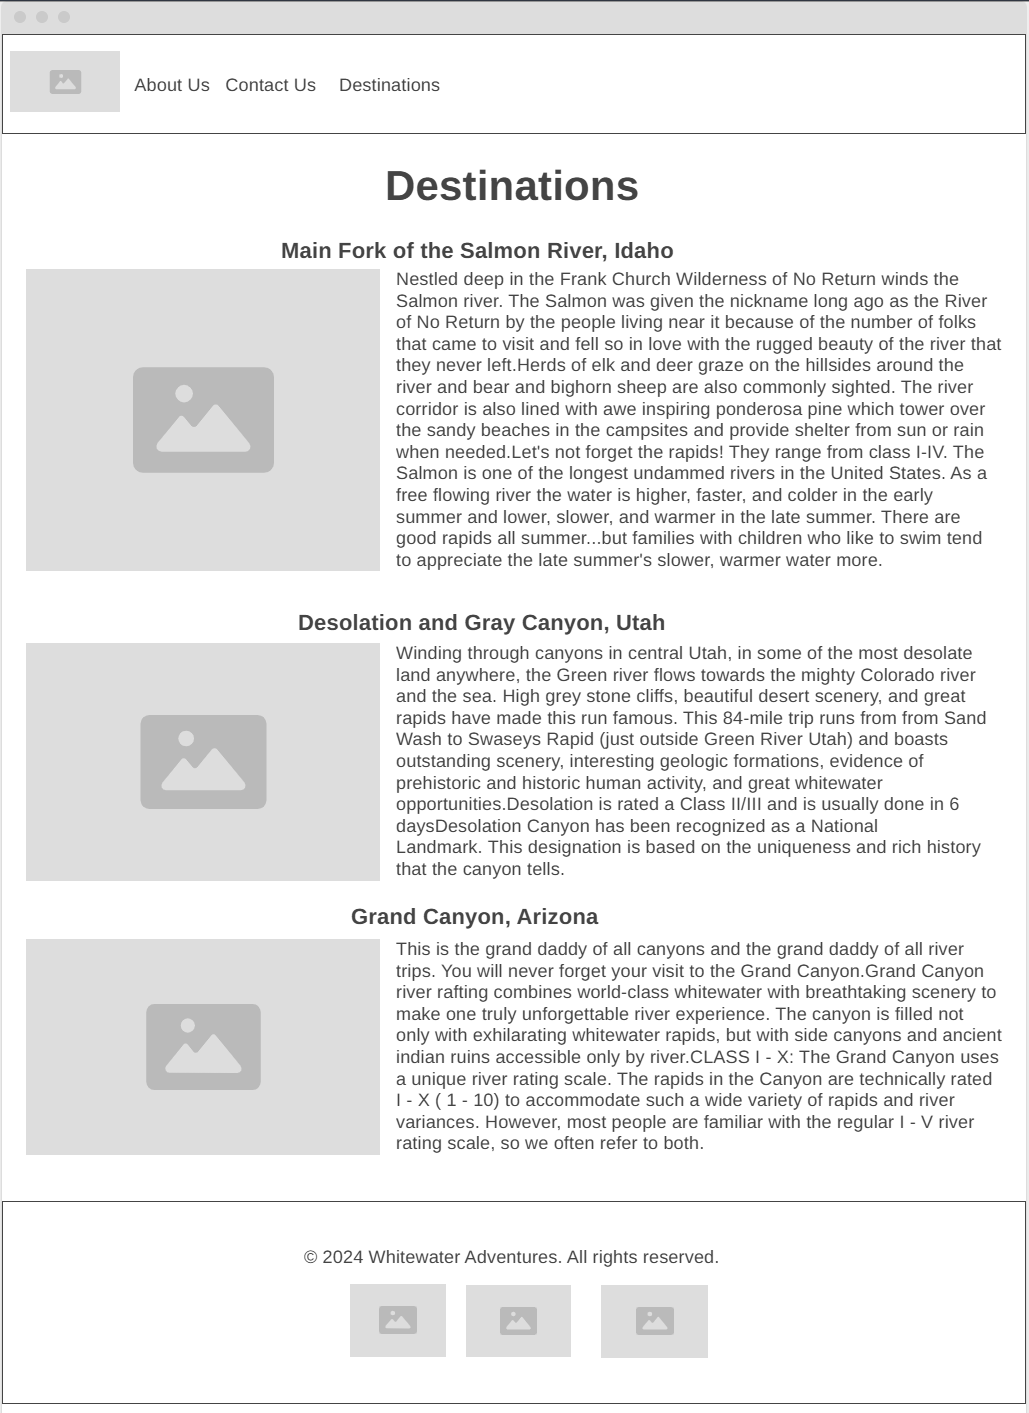 About Us Contact Us Destinations
Destinations
Main Fork of the Salmon River, Idaho
Nestled deep in the Frank Church Wilderness of No Return winds the
Salmon river. The Salmon was given the nickname long ago as the River
of No Return by the people living near it because of the number of folks
that came to visit and fell so in love with the rugged beauty of the river that
they never left.Herds of elk and deer graze on the hillsides around the
river and bear and bighorn sheep are also commonly sighted. The river
corridor is also lined with awe inspiring ponderosa pine which tower over
the sandy beaches in the campsites and provide shelter from sun or rain
when needed.Let's not forget the rapids! They range from class I-IV. The
Salmon is one of the longest undammed rivers in the United States. As a
free flowing river the water is higher, faster, and colder in the early
summer and lower, slower, and warmer in the late summer. There are
good rapids all summer...but families with children who like to swim tend
to appreciate the late summer's slower, warmer water more.
Desolation and Gray Canyon, Utah
Winding through canyons in central Utah, in some of the most desolate
land anywhere, the Green river flows towards the mighty Colorado river
and the sea. High grey stone cliffs, beautiful desert scenery, and great
rapids have made this run famous. This 84-mile trip runs from from Sand
Wash to Swaseys Rapid (just outside Green River Utah) and boasts
outstanding scenery, interesting geologic formations, evidence of
prehistoric and historic human activity, and great whitewater
opportunities.Desolation is rated a Class II/III and is usually done in 6
daysDesolation Canyon has been recognized as a National
Landmark. This designation is based on the uniqueness and rich history
that the canyon tells.
Grand Canyon, Arizona
This is the grand daddy of all canyons and the grand daddy of all river
trips. You will never forget your visit to the Grand Canyon.Grand Canyon
river rafting combines world-class whitewater with breathtaking scenery to
make one truly unforgettable river experience. The canyon is filled not
only with exhilarating whitewater rapids, but with side canyons and ancient
indian ruins accessible only by river.CLASS I - X: The Grand Canyon uses
a unique river rating scale. The rapids in the Canyon are technically rated
I - X ( 1 - 10) to accommodate such a wide variety of rapids and river
variances. However, most people are familiar with the regular I - V river
rating scale, so we often refer to both.
© 2024 Whitewater Adventures. All rights reserved.